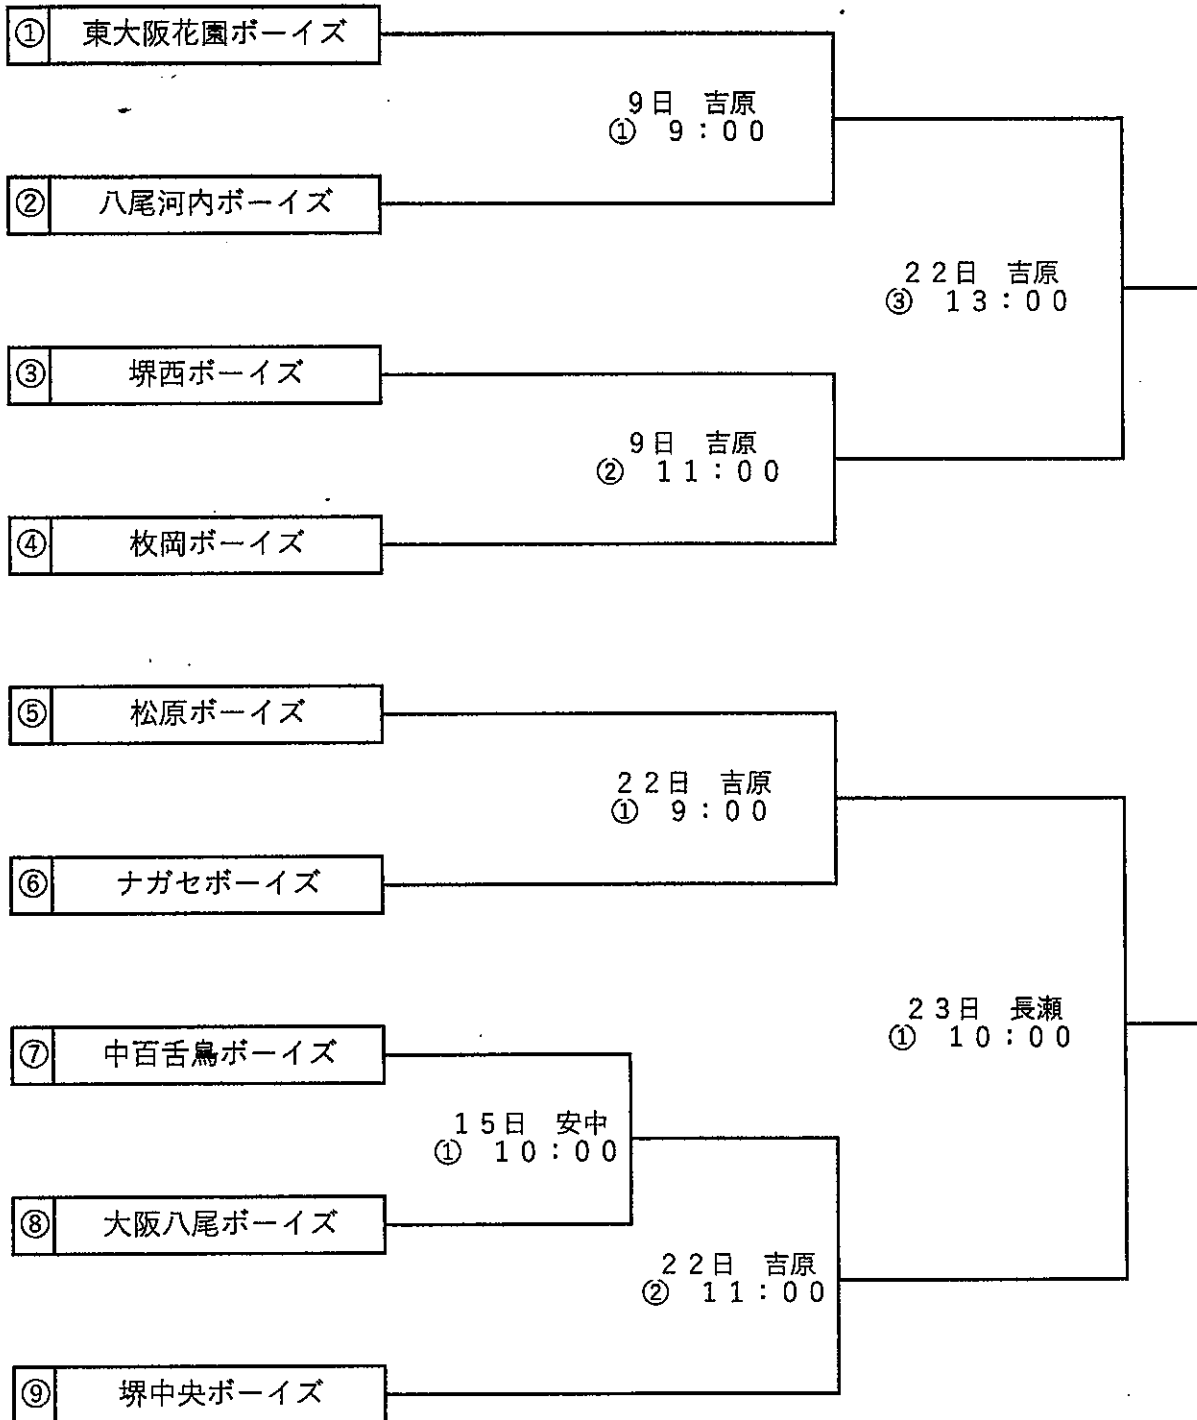 ① 東大阪花園ボーイズ
9日 吉原
① 9:00
② 八尾河内ボーイズ
22日 吉原
③ 13:00
③ 堺西ボーイズ
9日 吉原
② 11:00
④ 枚岡ボーイズ
⑤ 松原ボーイズ
22日 吉原
① 9:00
⑥ ナガセボーイズ
23日 長瀬
① 10:00
⑦ 中百舌鳥ボーイズ
15日 安中
① 10:00
⑧ 大阪八尾ボーイズ
22日 吉原
② 11:00
⑨ 堺中央ボーイズ